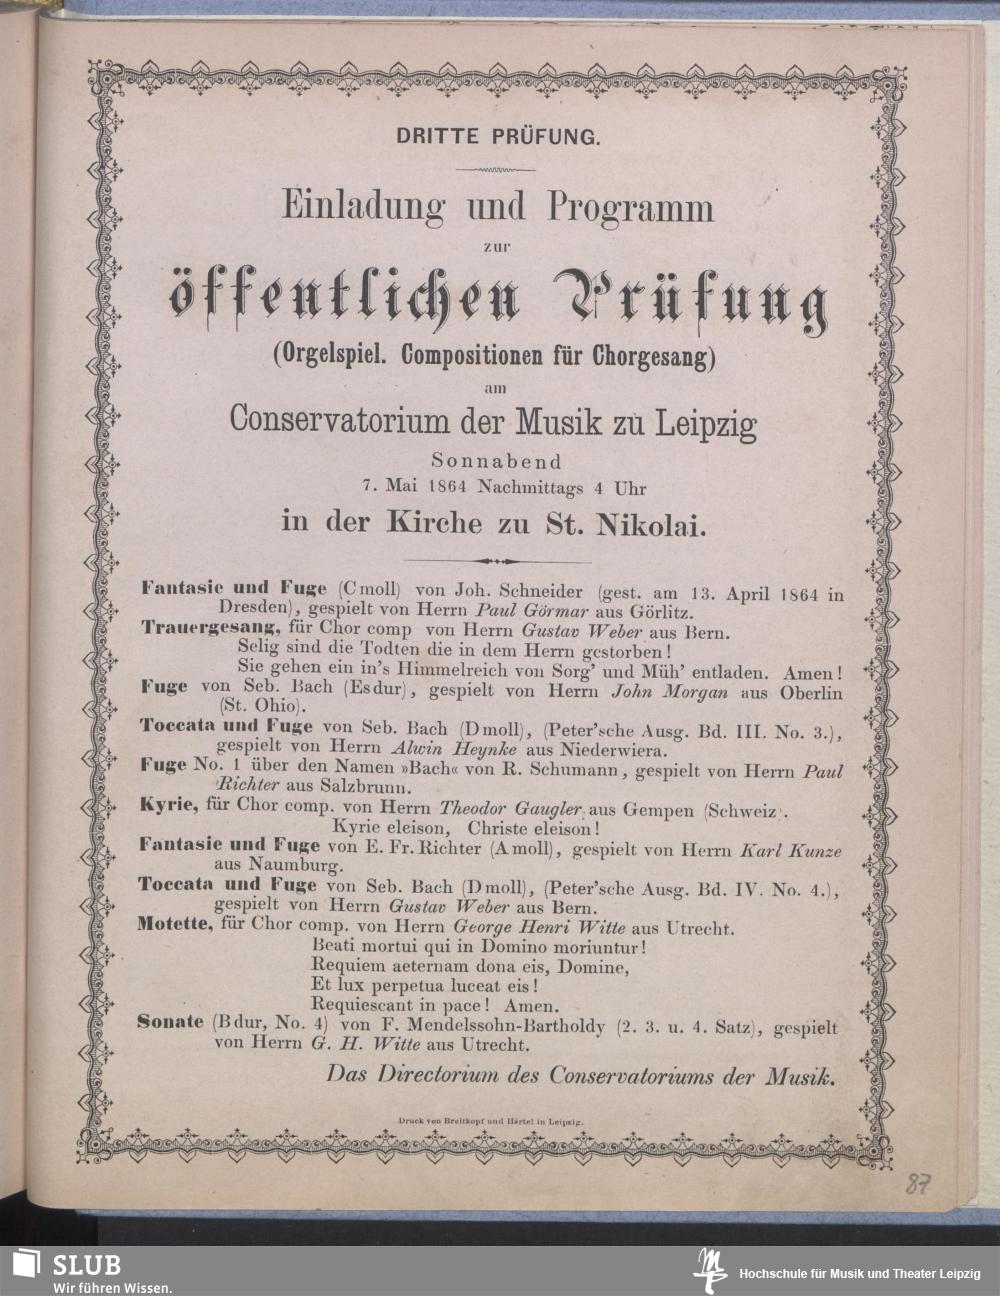 DRITTE PRÜFUNG.
Einladung und Programm
zur
öffentlichen Prüfung
(Orgelspiel. Compositionen für Chorgesang)
am
Conservatorium der Musik zu Leipzig
Sonnabend
7. Mai 1864 Nachmittags 4 Uhr
in der Kirche zu St. Nikolai.
Fantasie und Fuge (Cmoll) von Joh. Schneider (gest. am 13. April 1864 in
Dresden), gespielt von Herrn Paul Görmar aus Görlitz.
Trauergesang, für Chor comp von Herrn Gustav Weber aus Bern.
Selig sind die Todten die in dem Herrn gestorben!
Sie gehen ein in's Himmelreich von Sorg' und Müh' entladen. Amen!
Fuge von Seb. Bach (Esdur), gespielt von Herrn John Morgan aus Oberlin
(St. Ohio).
Toccata und Fuge von Seb. Bach (Dmoll), (Peter'sche Ausg. Bd. III. No. 3.),
gespielt von Herrn Alwin Heynke aus Niederwiera.
Fuge No. 1 über den Namen »Bach« von R. Schumann, gespielt von Herrn Paul
Richter aus Salzbrunn.
Kyrie, für Chor comp. von Herrn Theodor Gaugler aus Gempen (Schweiz).
Kyrie eleison, Christe eleison!
Fantasie und Fuge von E. Fr. Richter (Amoll), gespielt von Herrn Karl Kunze
aus Naumburg.
Toccata und Fuge von Seb. Bach (Dmoll), (Peter'sche Ausg. Bd. IV. No. 4.),
gespielt von Herrn Gustav Weber aus Bern.
Motette, für Chor comp. von Herrn George Henri Witte aus Utrecht.
Beati mortui qui in Domino moriuntur!
Requiem aeternam dona eis, Domine,
Et lux perpetua luceat eis!
Requiescant in pace! Amen.
Sonate (Bdur, No. 4) von F. Mendelssohn-Bartholdy (2. 3. u. 4. Satz), gespielt
von Herrn G. H. Witte aus Utrecht.
Das Directorium des Conservatoriums der Musik.
Druck von Breitkopf und Härtel in Leipzig.
87
SLUB
Wir führen Wissen.
Hochschule für Musik und Theater Leipzig